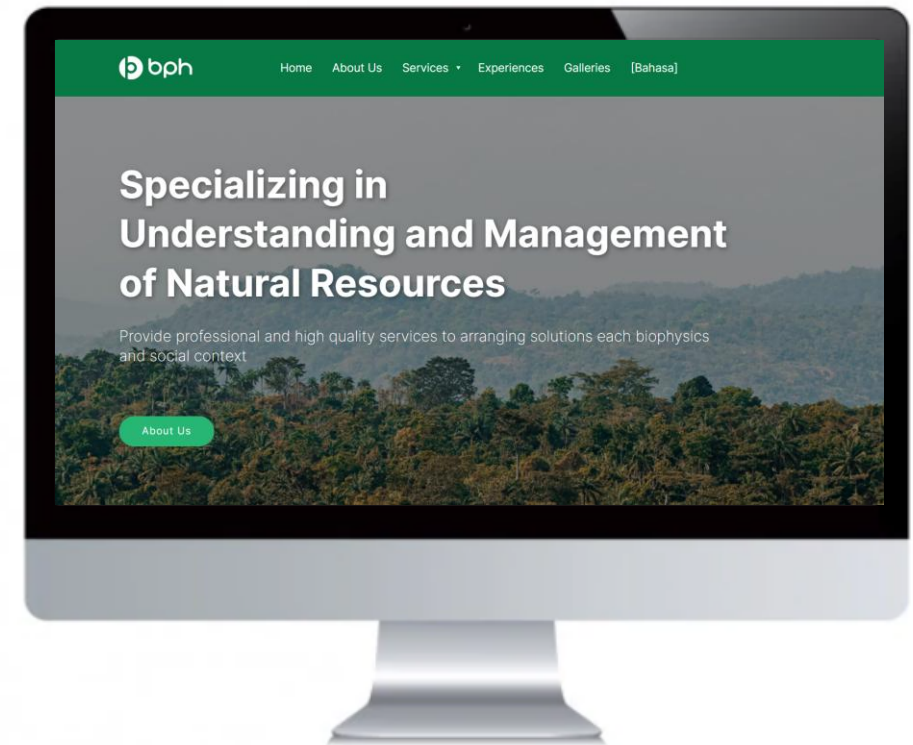 bph
Home About Us Services Experiences Galleries [Bahasa]
Specializing in
Understanding and Management
of Natural Resources
Provide professional and high quality services to arranging solutions each biophysics
and social context
About Us